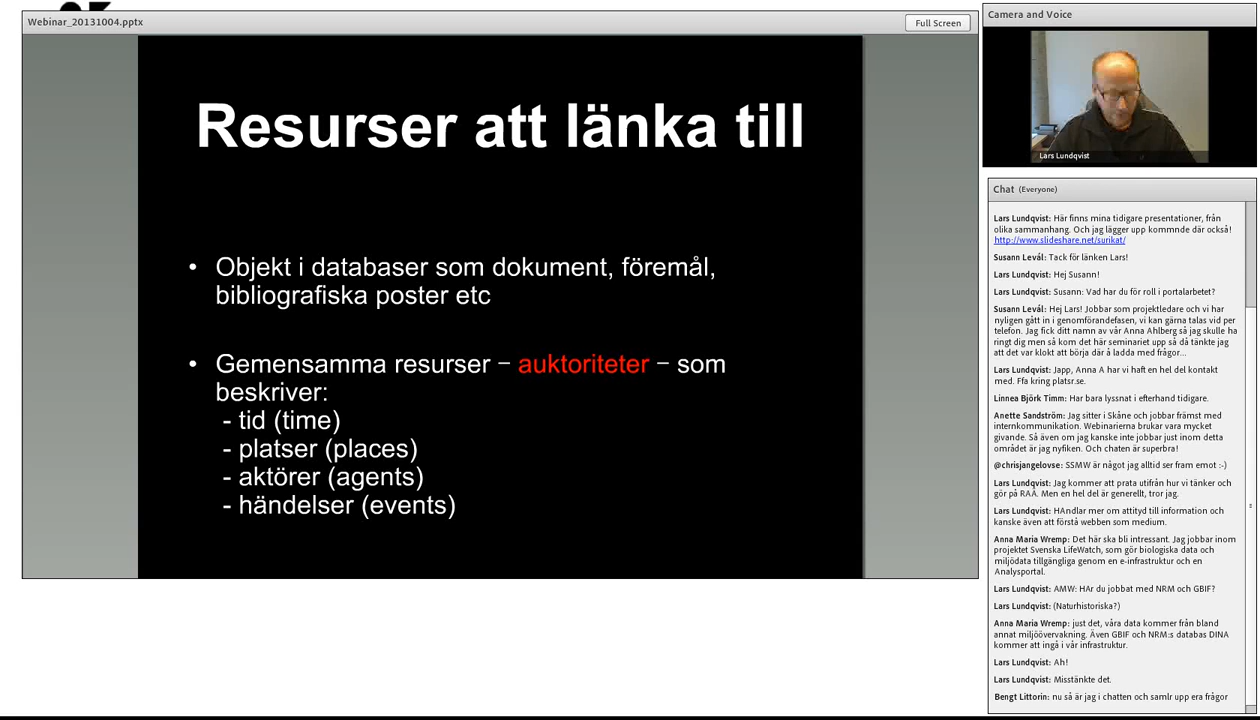 Webinar_20131004.pptx
Full Screen
Resurser att länka till
• Objekt i databaser som dokument, föremål,
bibliografiska poster etc
• Gemensamma resurser – auktoriteter – som
beskriver:
- tid (time)
- platser (places)
- aktörer (agents)
- händelser (events)
Camera and Voice
Lars Lundqvist
Chat (Everyone)
Lars Lundqvist: Här finns mina tidigare presentationer, från
olika sammanhang. Och jag lägger upp kommnde där också!
http://www.slideshare.net/surikat/
Susann Levál: Tack för länken Lars!
Lars Lundqvist: Hej Susann!
Lars Lundqvist: Susann: Vad har du för roll i portalarbetet?
Susann Levál: Hej Lars! Jobbar som projektledare och vi har
nyligen gått in i genomförandefasen, vi kan gärna talas vid per
telefon. Jag fick ditt namn av vår Anna Ahlberg så jag skulle ha
ringt dig men så kom det här seminariet upp så då tänkte jag
att det var klokt att börja där å ladda med frågor...
Lars Lundqvist: Japp, Anna A har vi haft en hel del kontakt
med. Ffa kring platsr.se.
Linnea Björk Timm: Har bara lyssnat i efterhand tidigare.
Anette Sandström: Jag sitter i Skåne och jobbar främst med
internkommunikation. Webinarierna brukar vara mycket
givande. Så även om jag kanske inte jobbar just inom detta
området är jag nyfiken. Och chaten är superbra!
@chrisjangelovse: SSMW är något jag alltid ser fram emot :-)
Lars Lundqvist: Jag kommer att prata utifrån hur vi tänker och
gör på RAÄ. Men en hel del är generellt, tror jag.
Lars Lundqvist: HAndlar mer om attityd till information och
kanske även att förstå webben som medium.
Anna Maria Wremp: Det här ska bli intressant. Jag jobbar inom
projektet Svenska LifeWatch, som gör biologiska data och
miljödata tillgängliga genom en e-infrastruktur och en
Analysportal.
Lars Lundqvist: AMW: HAr du jobbat med NRM och GBIF?
Lars Lundqvist: (Naturhistoriska?)
Anna Maria Wremp: just det, våra data kommer från bland
annat miljöövervakning. Även GBIF och NRM:s databas DINA
kommer att ingå i vår infrastruktur.
Lars Lundqvist: Ah!
Lars Lundqvist: Misstänkte det.
Bengt Littorin: nu så är jag i chatten och samlr upp era frågor